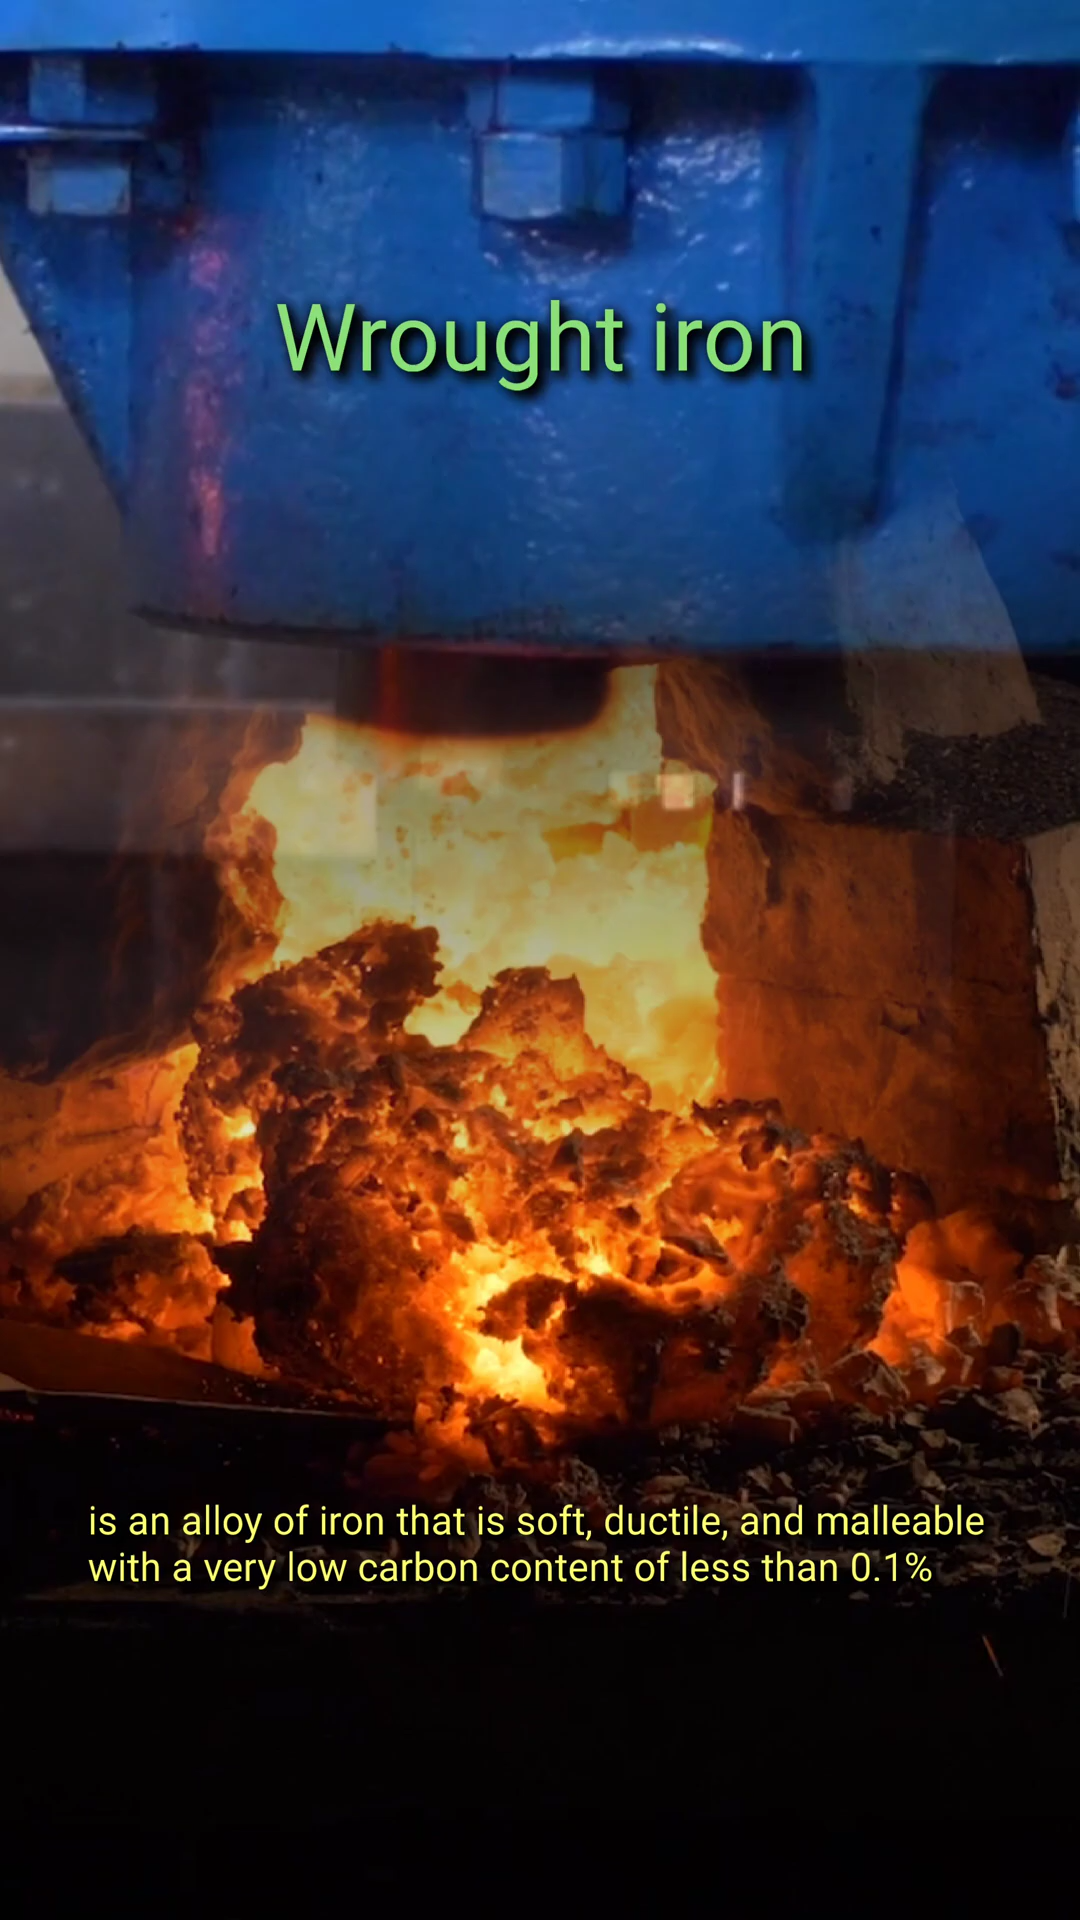 Wrought iron
is an alloy of iron that is soft, ductile, and malleable
with a very low carbon content of less than 0.1%